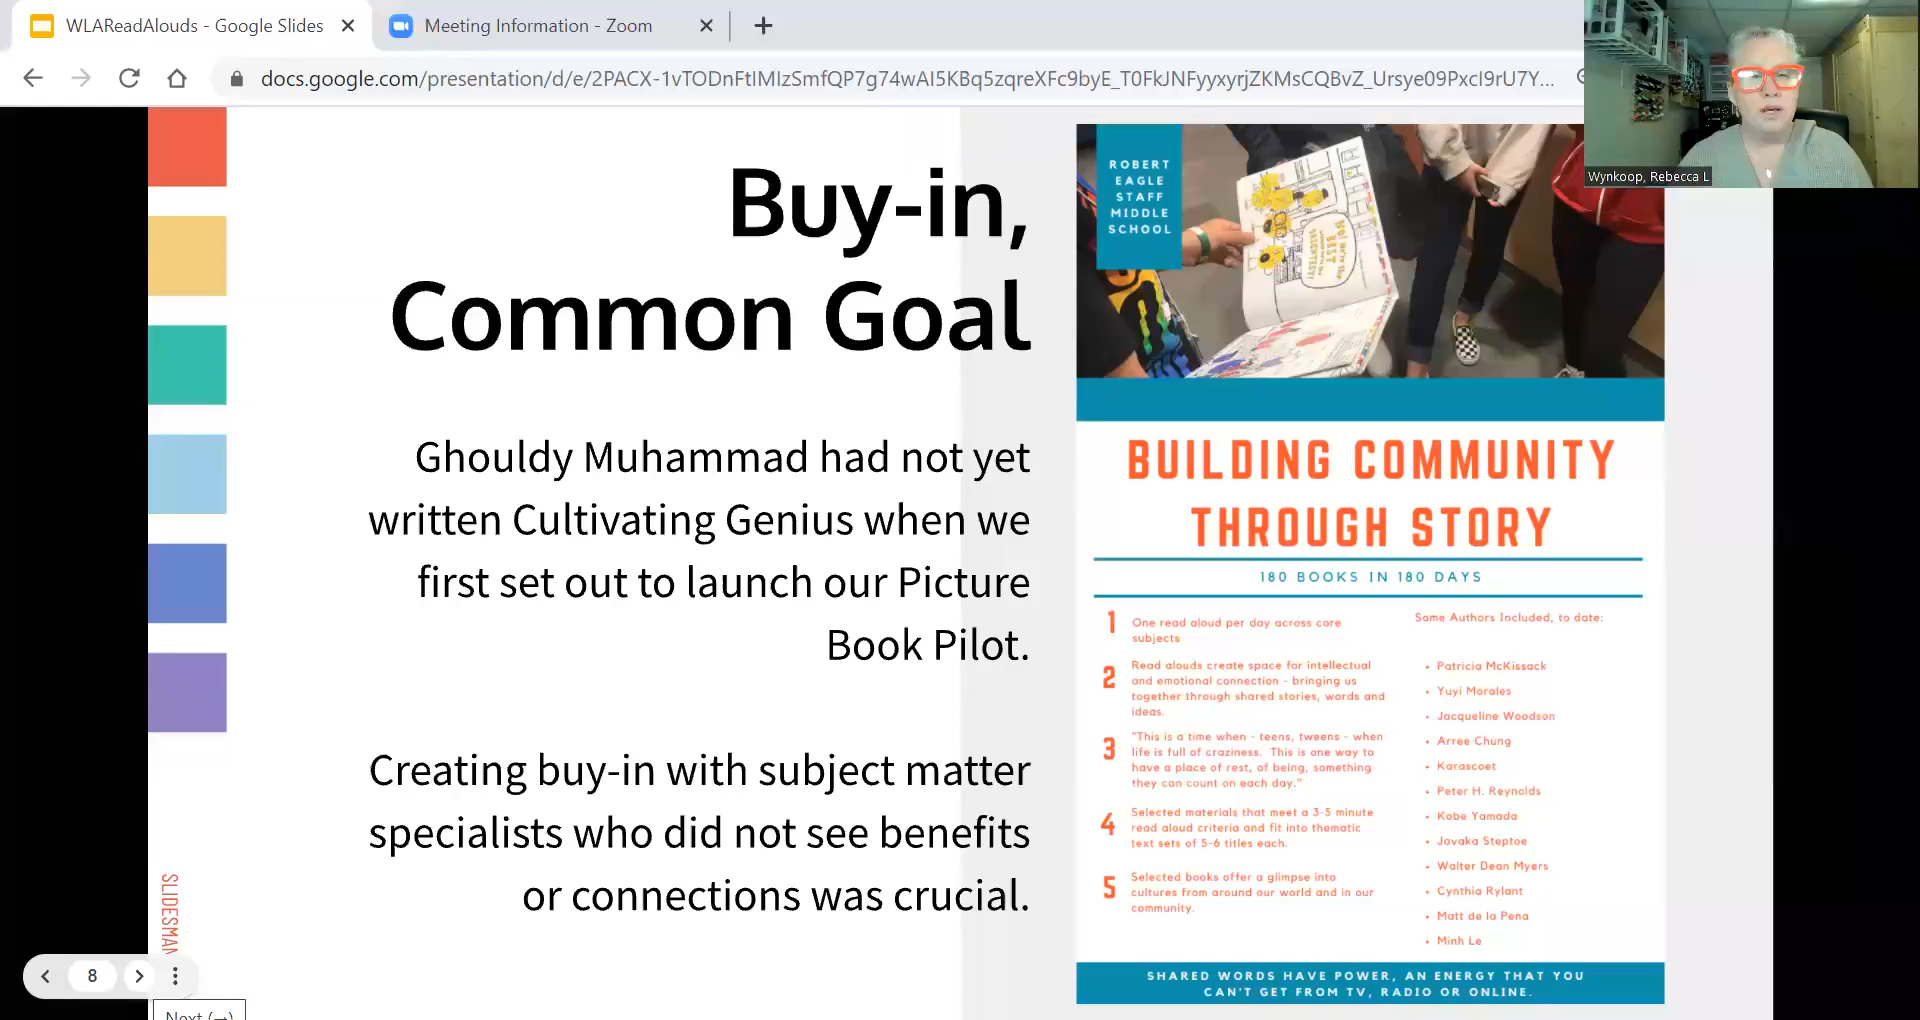 WLAReadAlouds - Google Slides
Meeting Information - Zoom
docs.google.com/presentation/d/e/2PACX-1vTODnFtIMIzSmfQP7g74wAI5KBq5zqreXFc9byE_T0FkJNFyyxyrjZKMsCQBvZ_Ursye09PxcI9rU7Y...
Wynkoop, Rebecca L
Buy-in,
Common Goal
Ghouldy Muhammad had not yet
written Cultivating Genius when we
first set out to launch our Picture
Book Pilot.
Creating buy-in with subject matter
specialists who did not see benefits
or connections was crucial.
ROBERT
EAGLE
STAFF
MIDDLE
SCHOOL
BUILDING COMMUNITY
THROUGH STORY
180 BOOKS IN 180 DAYS
1 One read aloud per day across core
subjects
2 Read alouds create space for intellectual
and emotional connection - bringing us
together through shared stories, words and
ideas.
3 "This is a time when - teens, tweens - when
life is full of craziness. This is one way to
have a place of rest, of being, something
they can count on each day."
4 Selected materials that meet a 3-5 minute
read aloud criteria and fit into thematic
text sets of 5-6 titles each.
5 Selected books offer a glimpse into
cultures from around our world and in our
community.
Some Authors Included, to date:
• Patricia McKissack
• Yuyi Morales
• Jacqueline Woodson
• Arree Chung
• Karascoet
• Peter H. Reynolds
• Kobe Yamada
• Javaka Steptoe
• Walter Dean Myers
• Cynthia Rylant
• Matt de la Pena
• Minh Le
SHARED WORDS HAVE POWER, AN ENERGY THAT YOU
CAN'T GET FROM TV, RADIO OR ONLINE.
SLIDESMAN
8
Next (→)